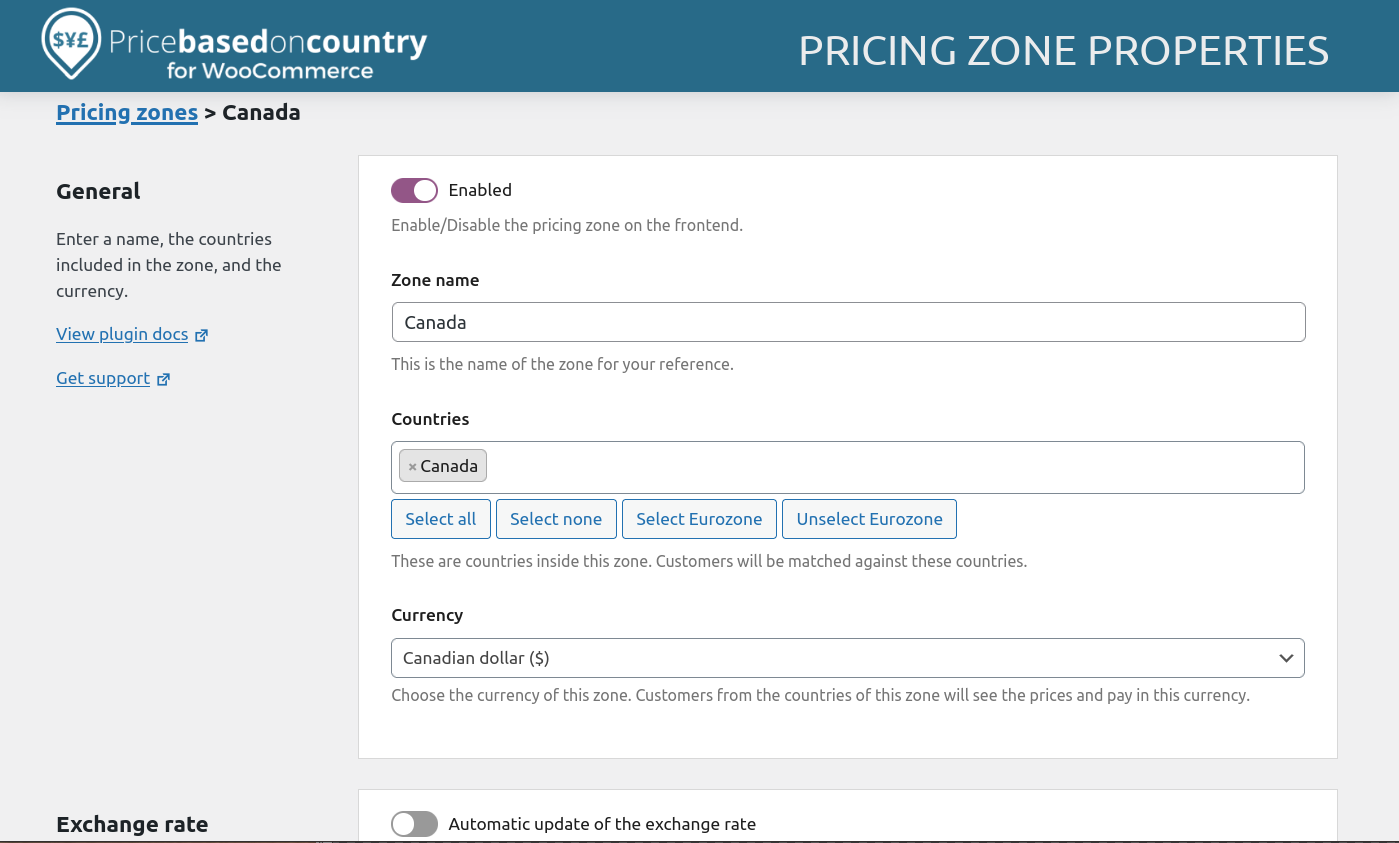 $¥£
Pricebasedoncountry
for WooCommerce
PRICING ZONE PROPERTIES
Pricing zones > Canada
General
Enter a name, the countries
included in the zone, and the
currency.
View plugin docs
Get support
Enabled
Enable/Disable the pricing zone on the frontend.
Zone name
Canada
This is the name of the zone for your reference.
Countries
× Canada
Select all
Select none
Select Eurozone
Unselect Eurozone
These are countries inside this zone. Customers will be matched against these countries.
Currency
Canadian dollar ($)
Choose the currency of this zone. Customers from the countries of this zone will see the prices and pay in this currency.
Exchange rate
Automatic update of the exchange rate